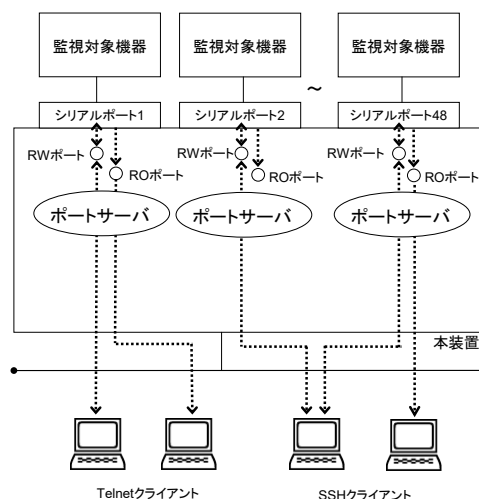 監視対象機器 監視対象機器 監視対象機器
～
シリアルポート1 シリアルポート2 シリアルポート48
RWポート RWポート RWポート
ROポート ROポート ROポート
ポートサーバ ポートサーバ ポートサーバ
本装置
Telnetクライアント SSHクライアント